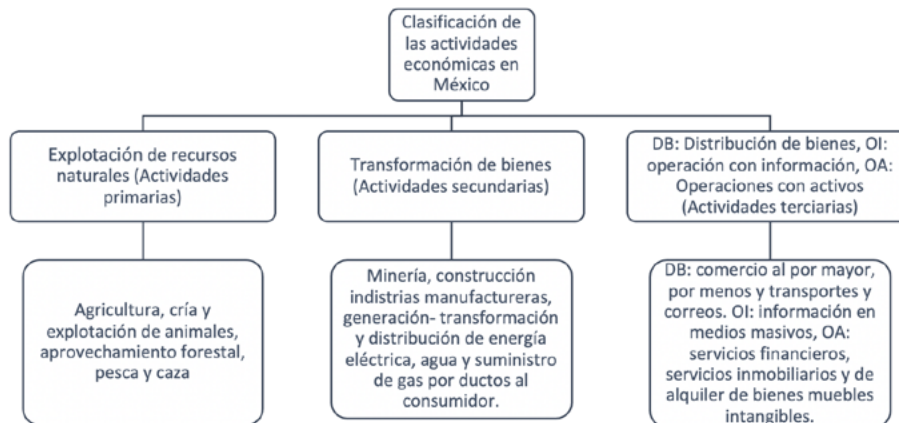 Clasificación de
las actividades
económicas en
México
Explotación de recursos
naturales (Actividades
primarias)
Transformación de bienes
(Actividades secundarias)
DB: Distribución de bienes, OI:
operación con información, OA:
Operaciones con activos
(Actividades terciarias)
Agricultura, cría y
explotación de animales,
aprovechamiento forestal,
pesca y caza
Minería, construcción
indistrias manufactureras,
generación- transformación
y distribución de energía
eléctrica, agua y suministro
de gas por ductos al
consumidor.
DB: comercio al por mayor,
por menos y transportes y
correos. OI: información en
medios masivos, OA:
servicios financieros,
servicios inmobiliarios y de
alquiler de bienes muebles
intangibles.